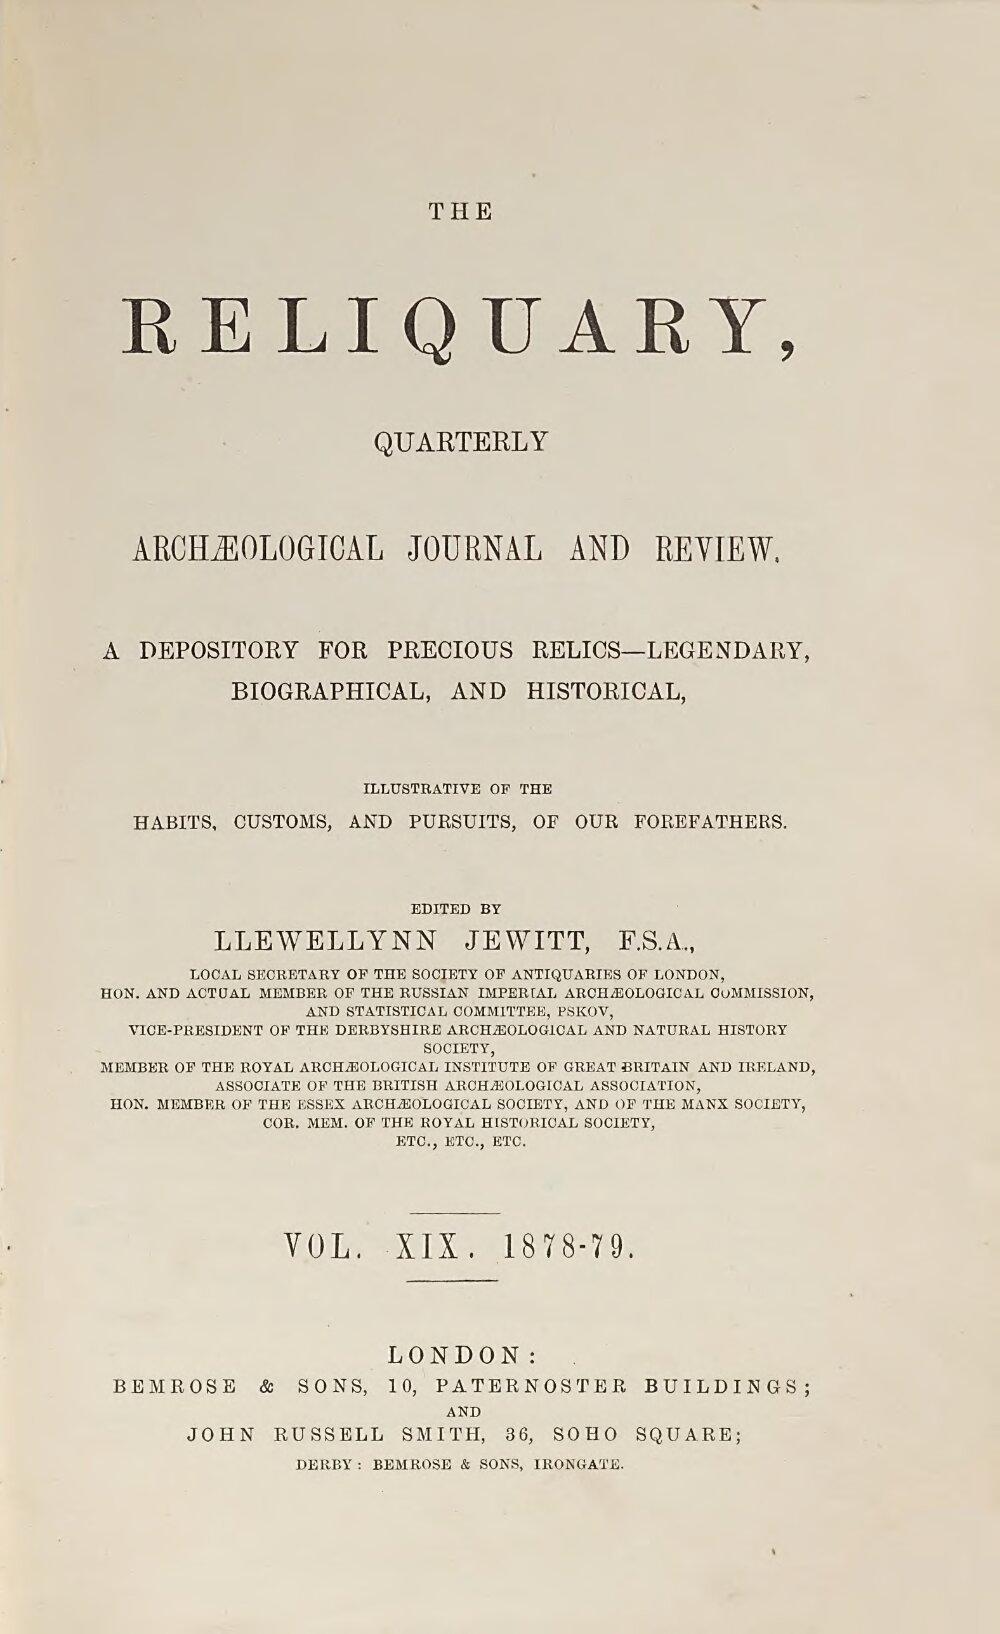 THE
RELIQUARY,
QUARTERLY
ARCHÆOLOGICAL JOURNAL AND REVIEW.
A DEPOSITORY FOR PRECIOUS RELICS—LEGENDARY,
BIOGRAPHICAL, AND HISTORICAL,
ILLUSTRATIVE OF THE
HABITS, CUSTOMS, AND PURSUITS, OF OUR FOREFATHERS.
EDITED BY
LLEWELLYNN JEWITT, F.S.A.,
LOCAL SECRETARY OF THE SOCIETY OF ANTIQUARIES OF LONDON,
HON. AND ACTUAL MEMBER OF THE RUSSIAN IMPERIAL ARCHÆOLOGICAL COMMISSION,
AND STATISTICAL COMMITTEE, PSKOV,
VICE-PRESIDENT OF THE DERBYSHIRE ARCHÆOLOGICAL AND NATURAL HISTORY
SOCIETY,
MEMBER OF THE ROYAL ARCHÆOLOGICAL INSTITUTE OF GREAT BRITAIN AND IRELAND,
ASSOCIATE OF THE BRITISH ARCHÆOLOGICAL ASSOCIATION,
HON. MEMBER OF THE ESSEX ARCHÆOLOGICAL SOCIETY, AND OF THE MANX SOCIETY,
COR. MEM. OF THE ROYAL HISTORICAL SOCIETY,
ETC., ETC., ETC.
VOL. XIX. 1878-79.
LONDON:
BEMROSE & SONS, 10, PATERNOSTER BUILDINGS;
AND
JOHN RUSSELL SMITH, 36, SOHO SQUARE;
DERBY: BEMROSE & SONS, IRONGATE.